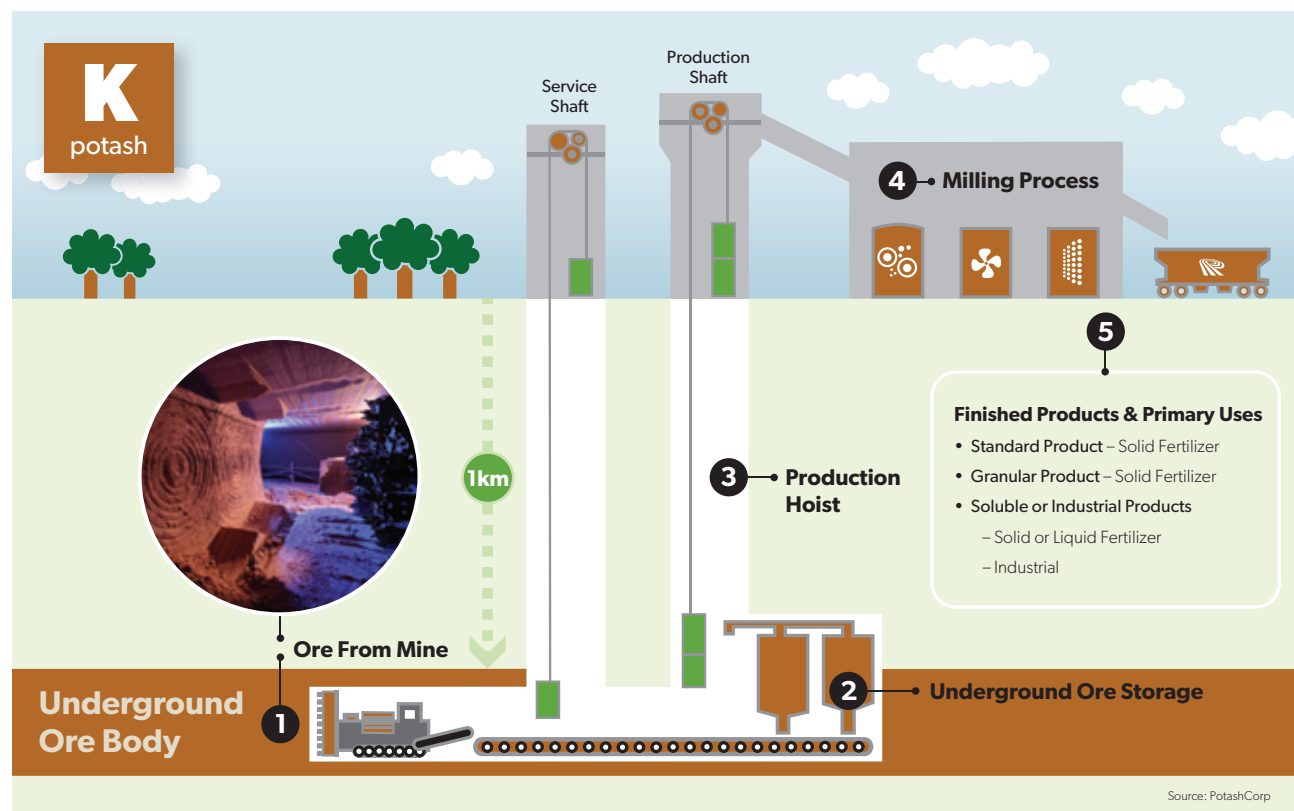 K
potash
Service
Shaft
Production
Shaft
4
Milling Process
5
Finished Products & Primary Uses
• Standard Product – Solid Fertilizer
• Granular Product – Solid Fertilizer
• Soluble or Industrial Products
– Solid or Liquid Fertilizer
– Industrial
1km
3
Production
Hoist
Ore From Mine
Underground
Ore Body
1
2
Underground Ore Storage
Source: PotashCorp